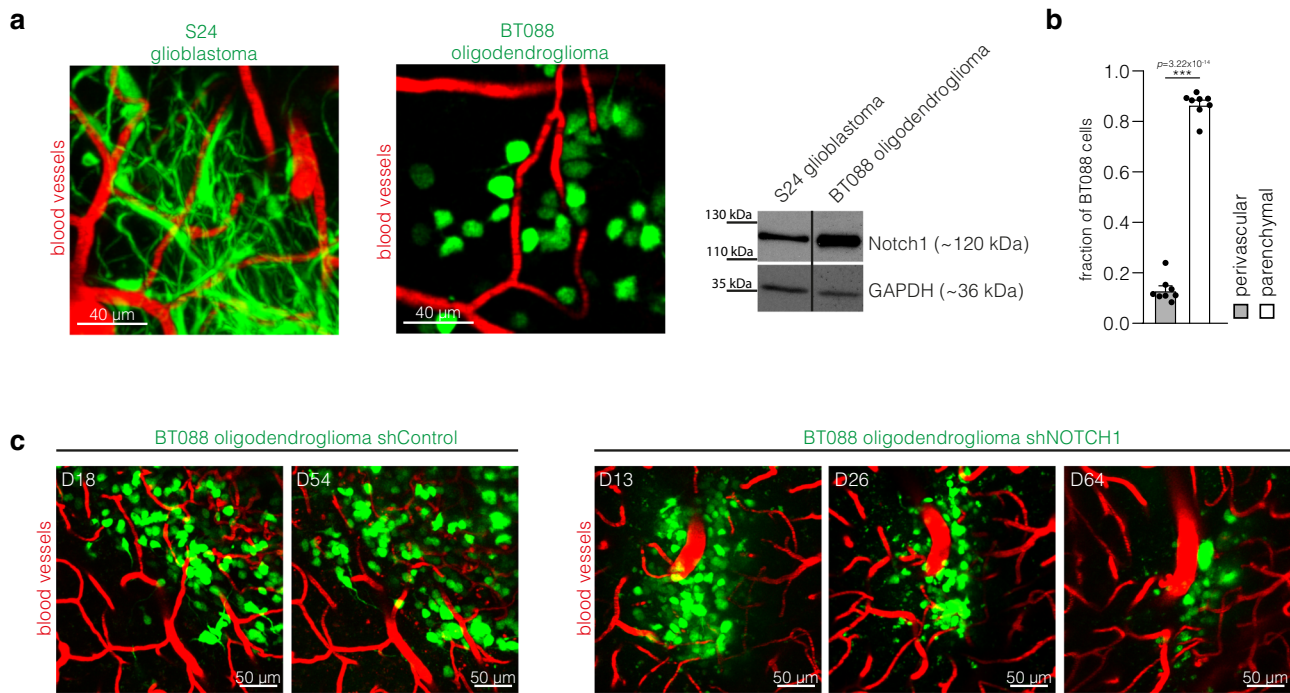 a
S24
glioblastoma
blood vessels
40 µm
BT088
oligodendroglioma
blood vessels
40 µm
S24 glioblastoma
BT088 oligodendroglioma
130 kDa
110 kDa
35 kDa
Notch1 (~120 kDa)
GAPDH (~36 kDa)
b
p=3.22x10⁻¹⁴
***
fraction of BT088 cells
1.0
0.8
0.6
0.4
0.2
0.0
perivascular
parenchymal
c
BT088 oligodendroglioma shControl
blood vessels
D18
50 µm
D54
50 µm
BT088 oligodendroglioma shNOTCH1
D13
50 µm
D26
50 µm
D64
50 µm